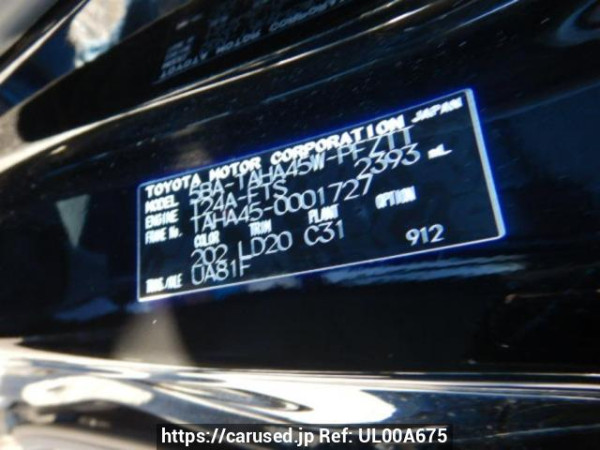 TOYOTA MOTOR CORPORATION JAPAN
MODEL 5BA-TAHA45W-PFZTT
ENGINE T24A-FTS 2393 mL
FRAME No. TAHA45-0001727
COLOR TRIM PLANT OPTION
202 LD20 C31
TRANS./AXLE UA81F 912
https://carused.jp Ref: UL00A675